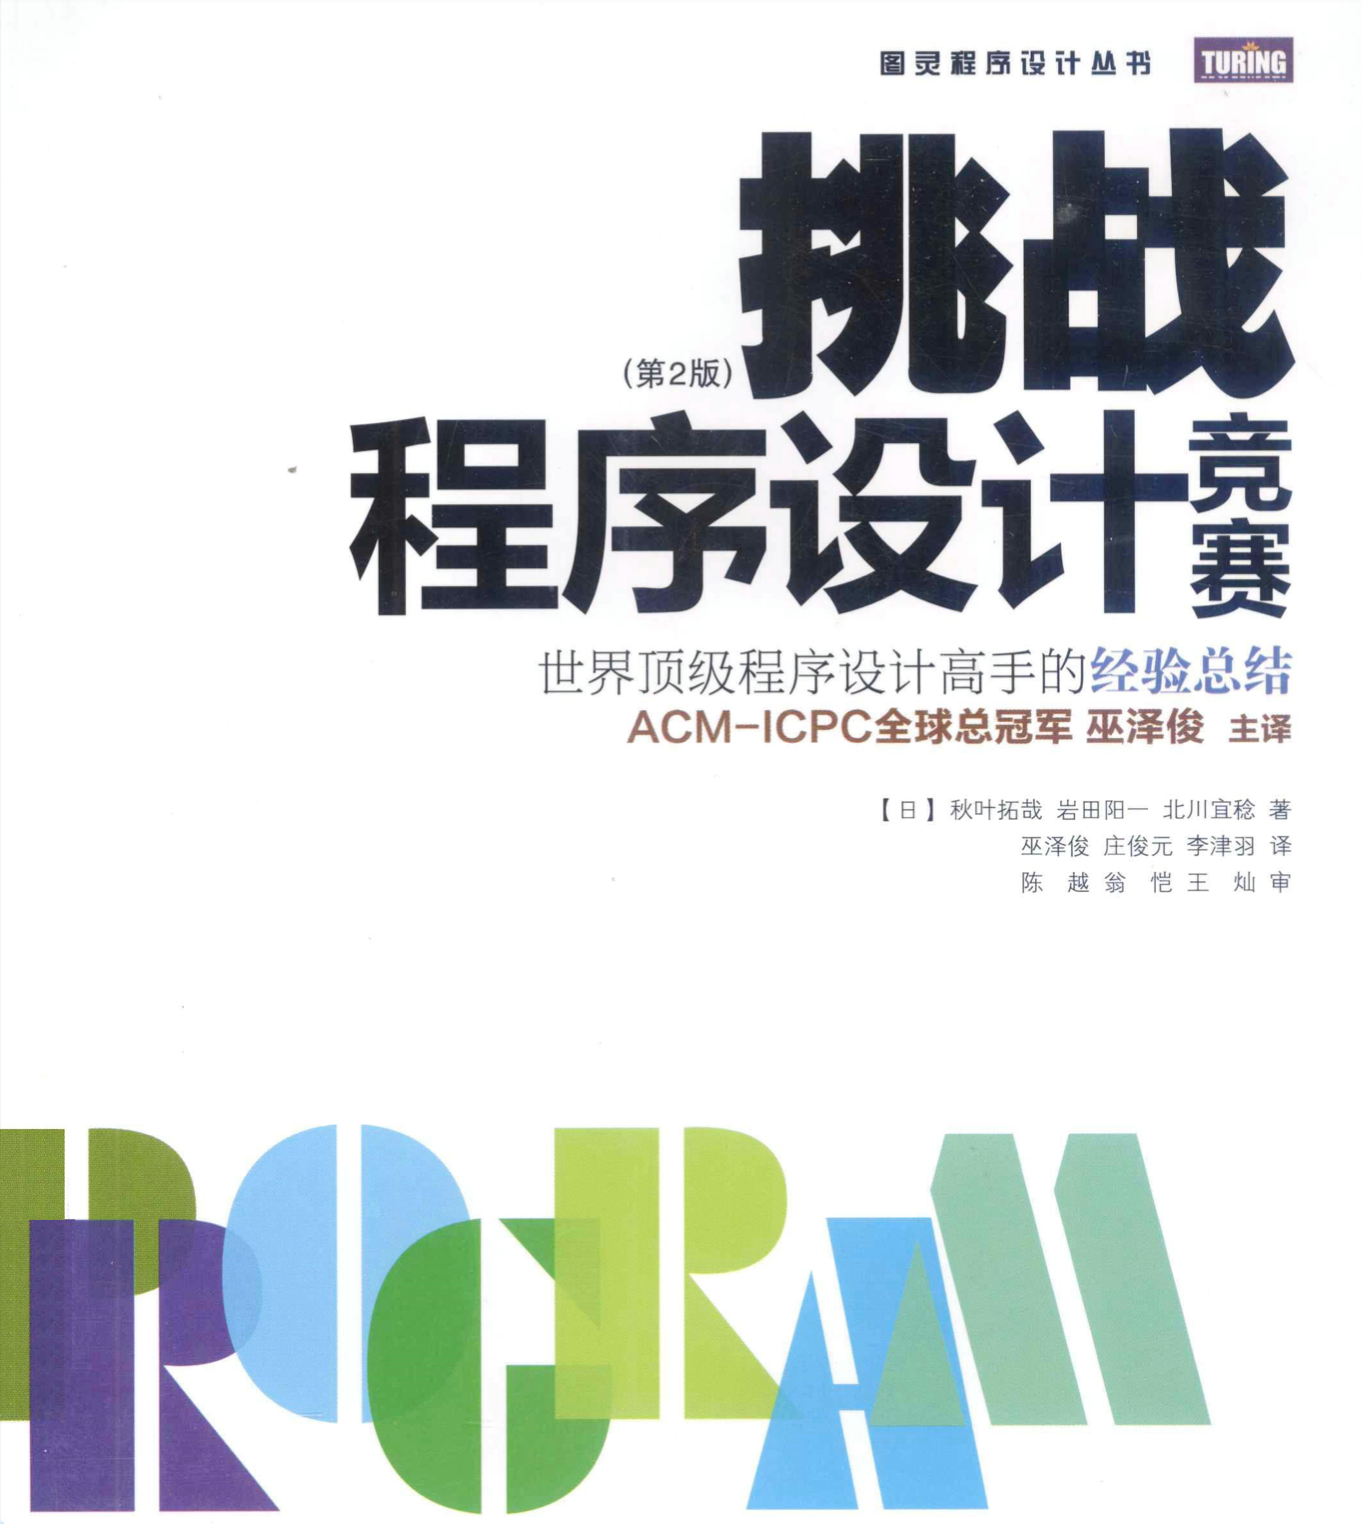 图灵程序设计丛书 TURING
挑战
(第2版)
程序设计竞赛
世界顶级程序设计高手的经验总结
ACM-ICPC全球总冠军 巫泽俊 主译
【日】秋叶拓哉 岩田阳一 北川宜稔 著
巫泽俊 庄俊元 李津羽 译
陈 越 翁 恺 王 灿 审
PROGRAM